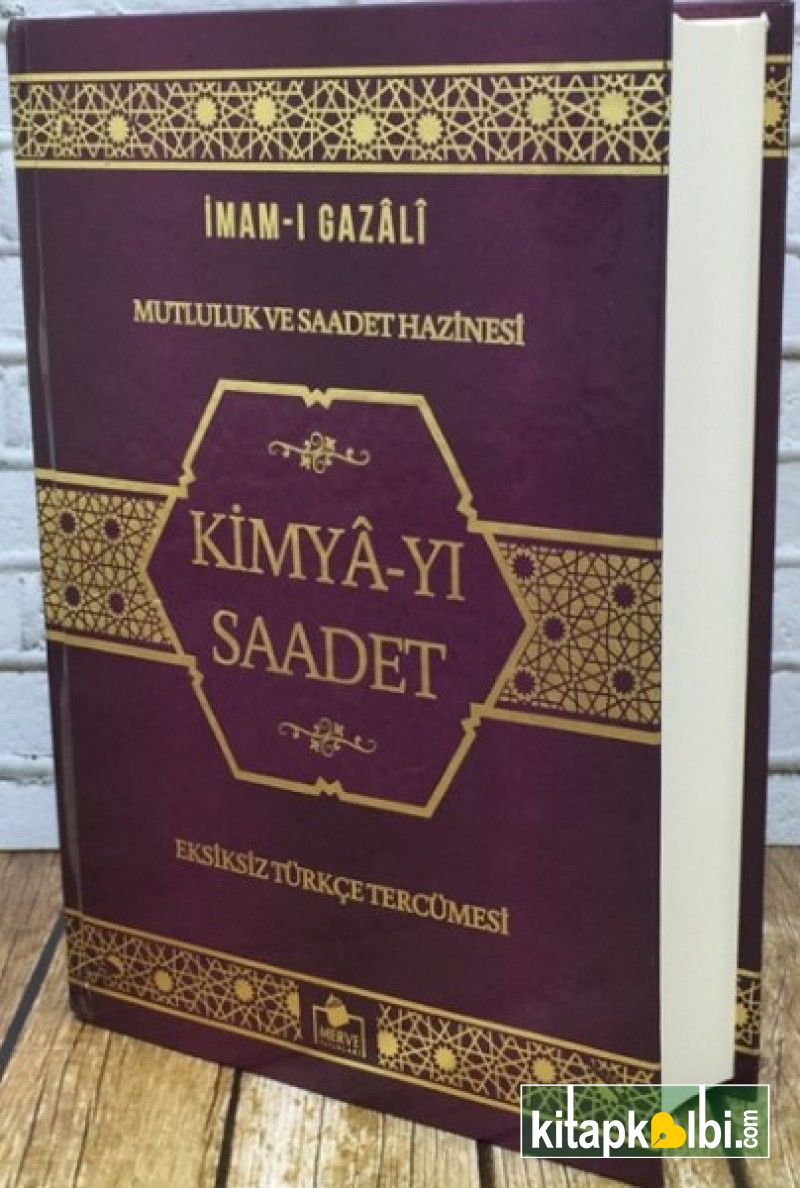 İMAM-I GAZÂLÎ
MUTLULUK VE SAADET HAZİNESİ
KİMYÂ-YI
SAADET
EKSİKSİZ TÜRKÇE TERCÜMESİ
MERVE
kitapkalbi.com